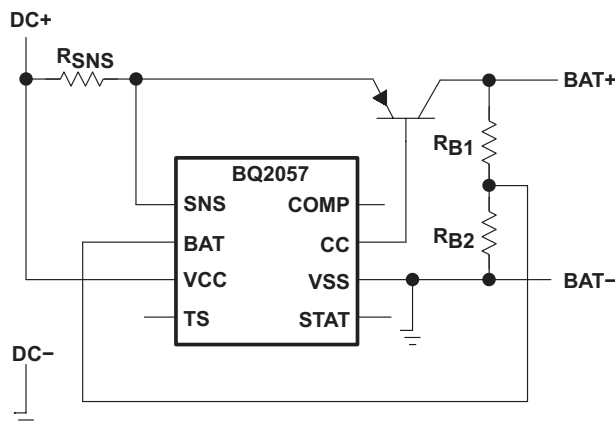 DC+
RSNS
BAT+
RB1
BQ2057
SNS
COMP
BAT
CC
RB2
VCC
VSS
BAT−
TS
STAT
DC−